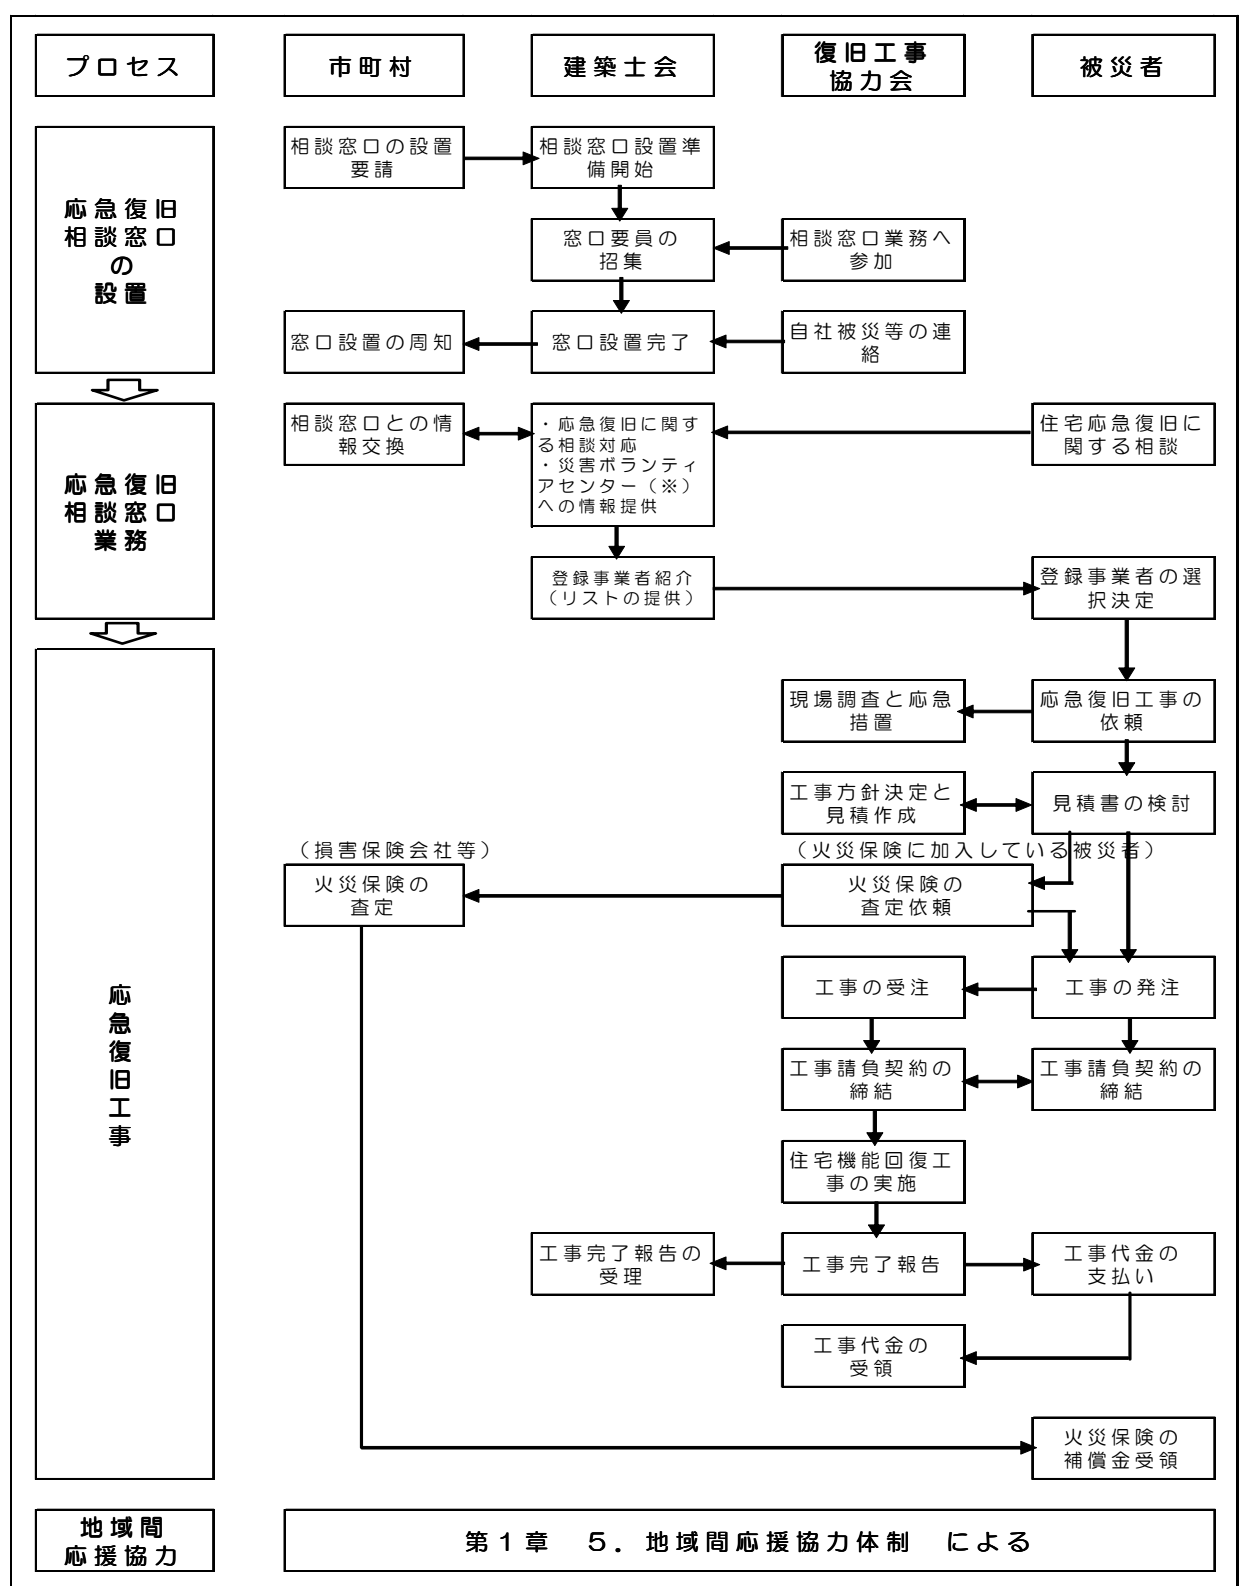 プロセス
市町村
建築士会
復旧工事
協力会
被災者
応急復旧
相談窓口
の
設置
相談窓口の設置
要請
相談窓口設置準
備開始
窓口要員の
招集
相談窓口業務へ
参加
窓口設置の周知
窓口設置完了
自社被災等の連
絡
応急復旧
相談窓口
業務
相談窓口との情
報交換
・応急復旧に関す
る相談対応
・災害ボランティ
アセンター（※）
への情報提供
住宅応急復旧に
関する相談
登録事業者紹介
（リストの提供）
登録事業者の選
択決定
応
急
復
旧
工
事
現場調査と応急
措置
応急復旧工事の
依頼
工事方針決定と
見積作成
見積書の検討
（損害保険会社等）
（火災保険に加入している被災者）
火災保険の
査定
火災保険の
査定依頼
工事の受注
工事の発注
工事請負契約の
締結
工事請負契約の
締結
住宅機能回復工
事の実施
工事完了報告の
受理
工事完了報告
工事代金の
支払い
工事代金の
受領
火災保険の
補償金受領
地域間
応援協力
第１章　５．地域間応援協力体制　による